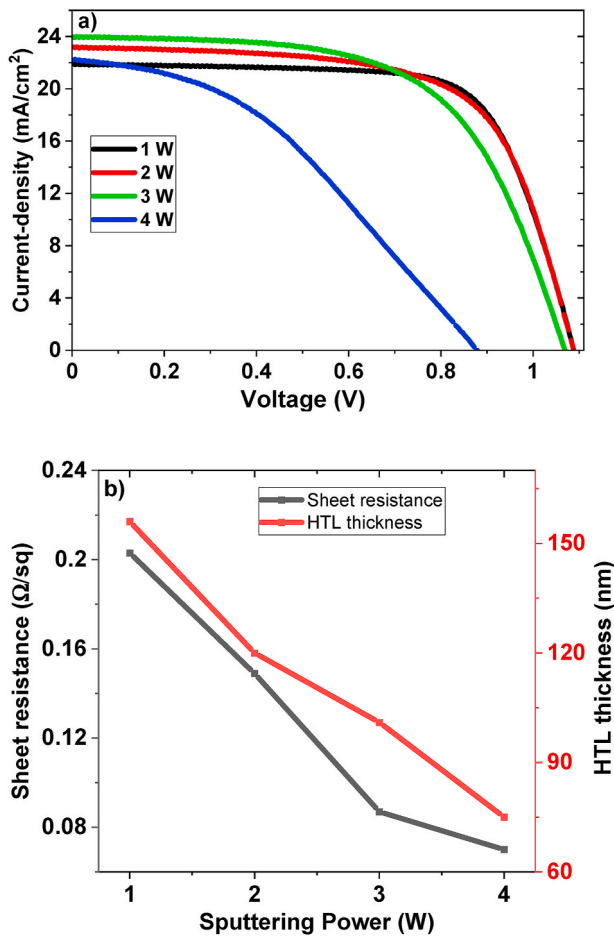 a)
Current-density (mA/cm²)
24
20
16
12
8
4
0
1 W
2 W
3 W
4 W
0 0.2 0.4 0.6 0.8 1
Voltage (V)
b)
Sheet resistance (Ω/sq)
0.24
0.2
0.16
0.12
0.08
Sheet resistance
HTL thickness
150
120
90
75
60
HTL thickness (nm)
1 2 3 4
Sputtering Power (W)